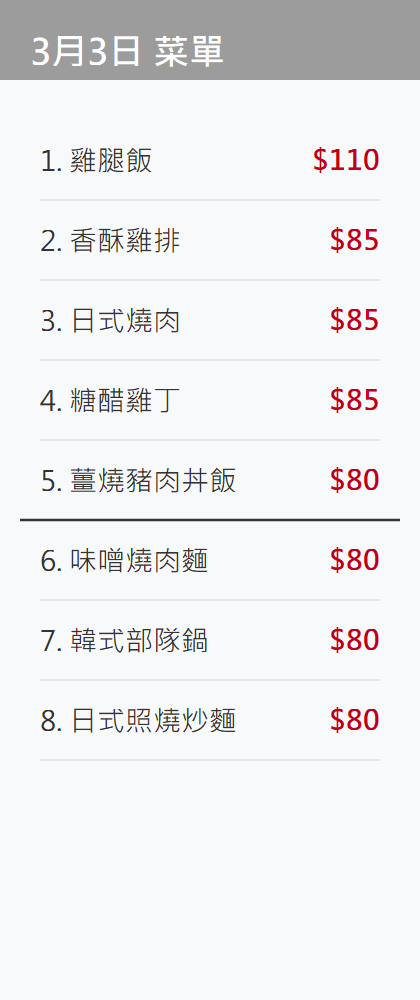 3月3日 菜單
1. 雞腿飯 $110
2. 香酥雞排 $85
3. 日式燒肉 $85
4. 糖醋雞丁 $85
5. 薑燒豬肉丼飯 $80
6. 味噌燒肉麵 $80
7. 韓式部隊鍋 $80
8. 日式照燒炒麵 $80